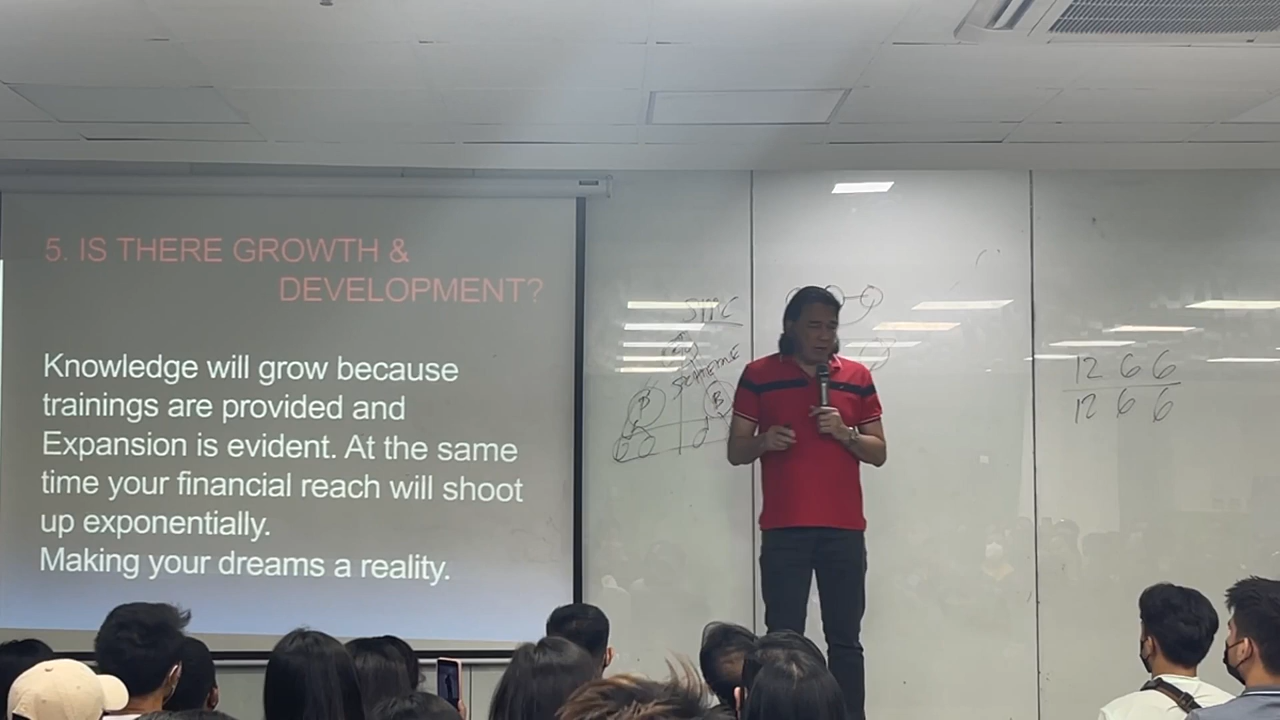 5. IS THERE GROWTH &
DEVELOPMENT?
Knowledge will grow because
trainings are provided and
Expansion is evident. At the same
time your financial reach will shoot
up exponentially.
Making your dreams a reality.
SCHEME
B
12 6 6
12 6 6